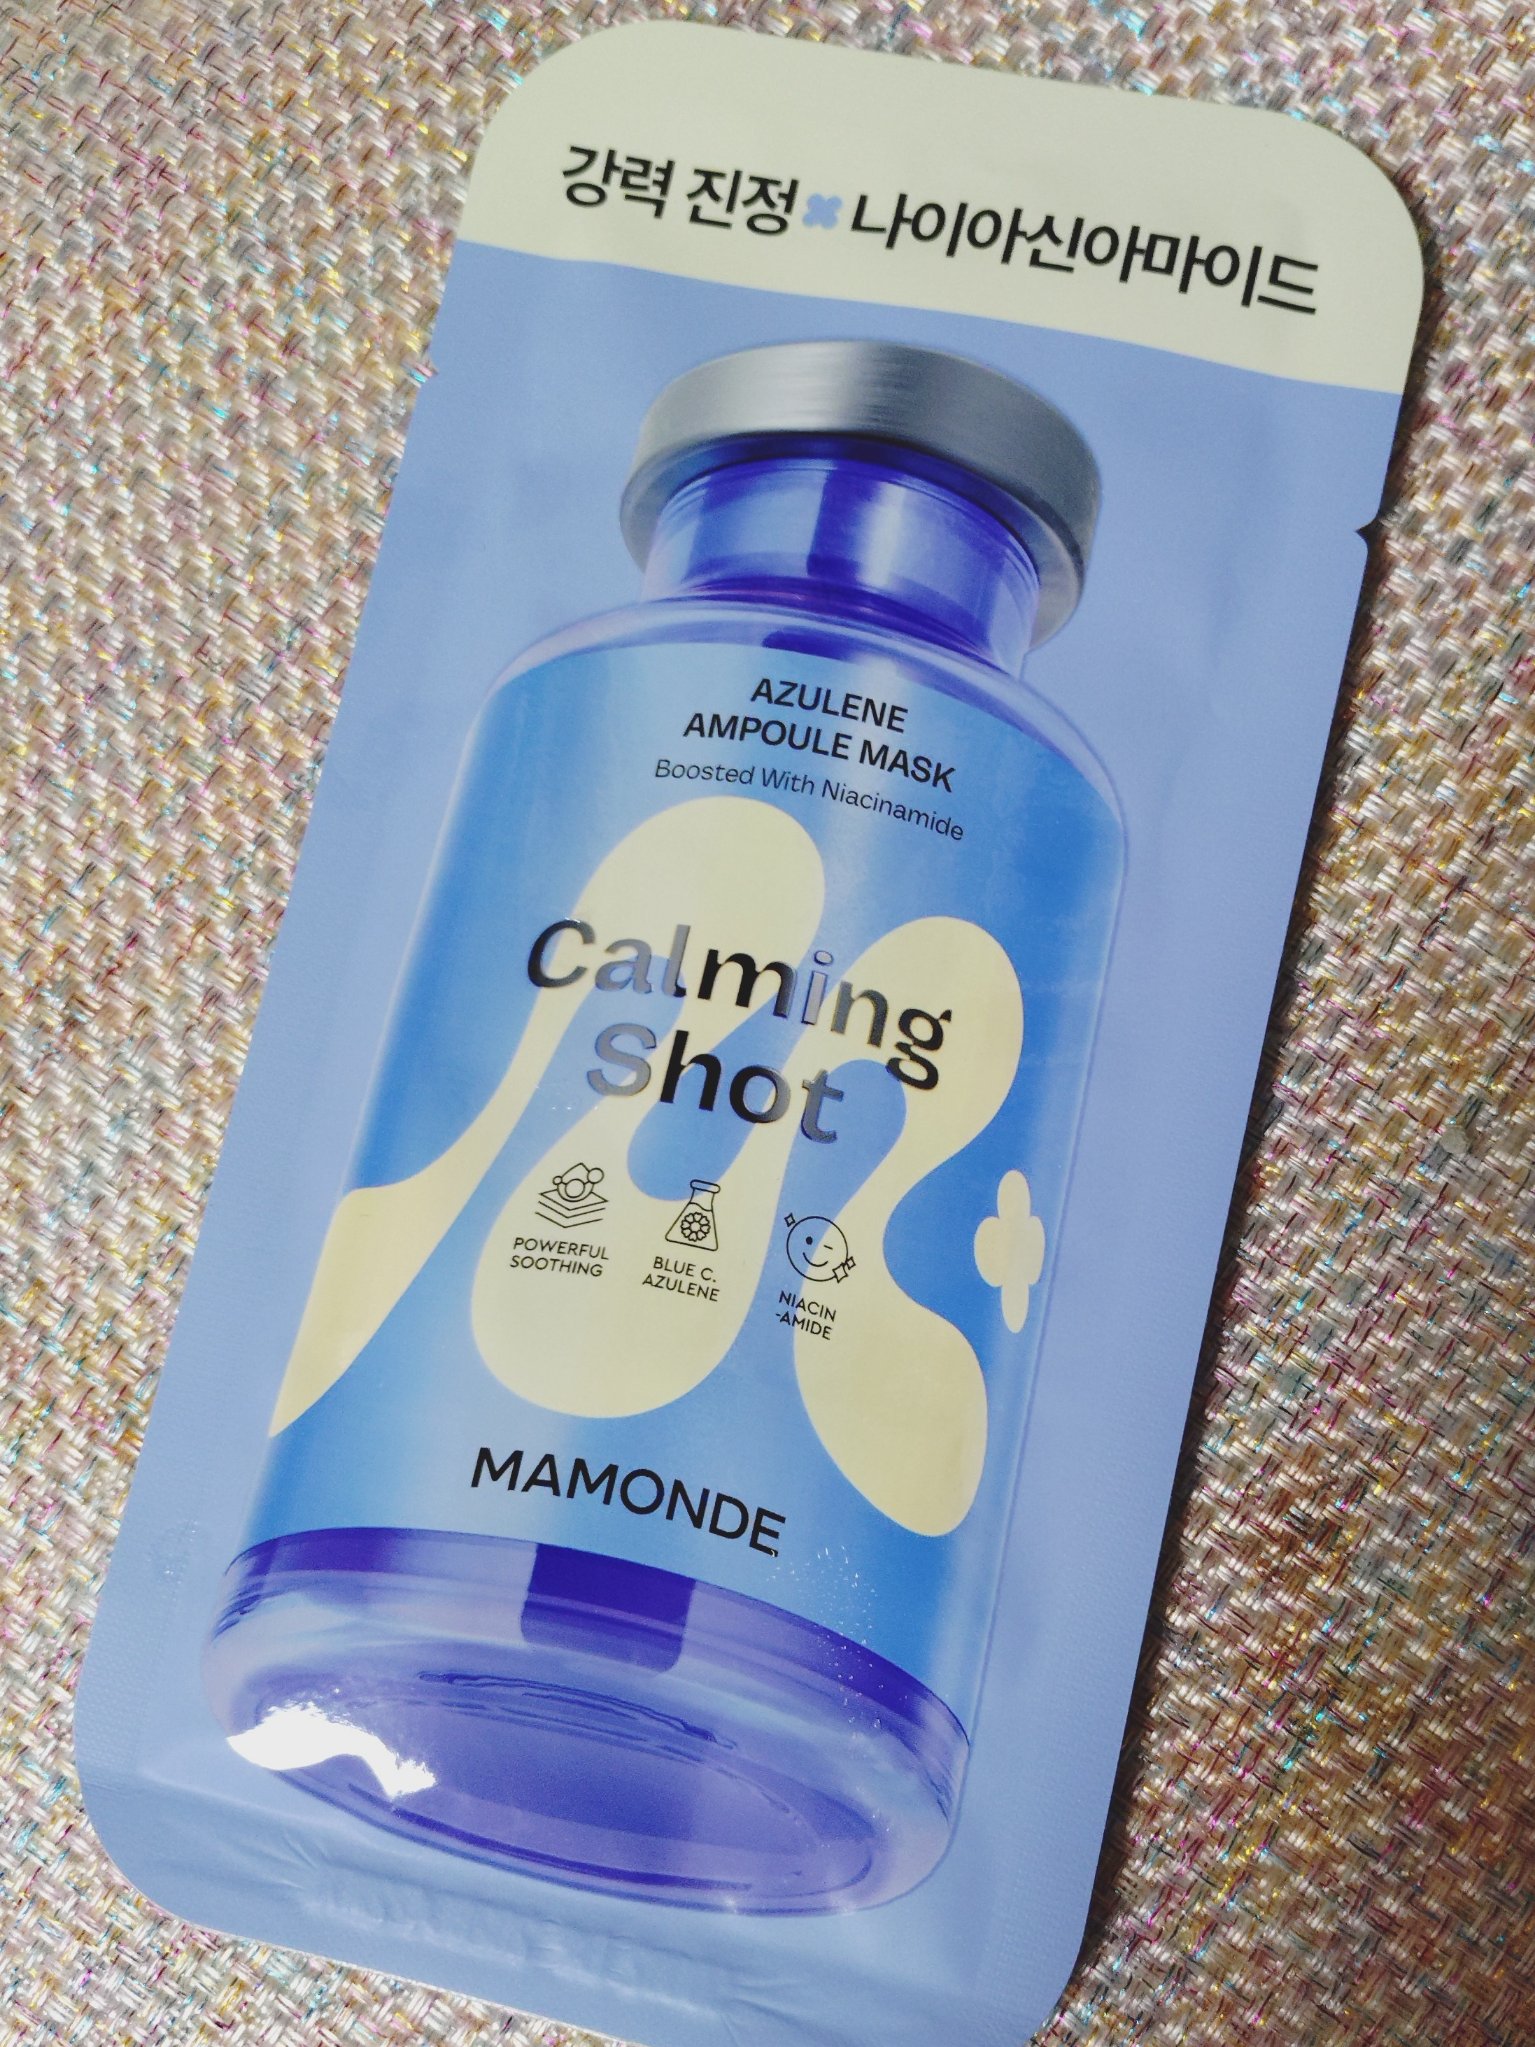 강력 진정 × 나이아신아마이드
AZULENE
AMPOULE MASK
Boosted With Niacinamide
Calming
Shot
POWERFUL
SOOTHING
BLUE C.
AZULENE
NIACIN
-AMIDE
MAMONDE